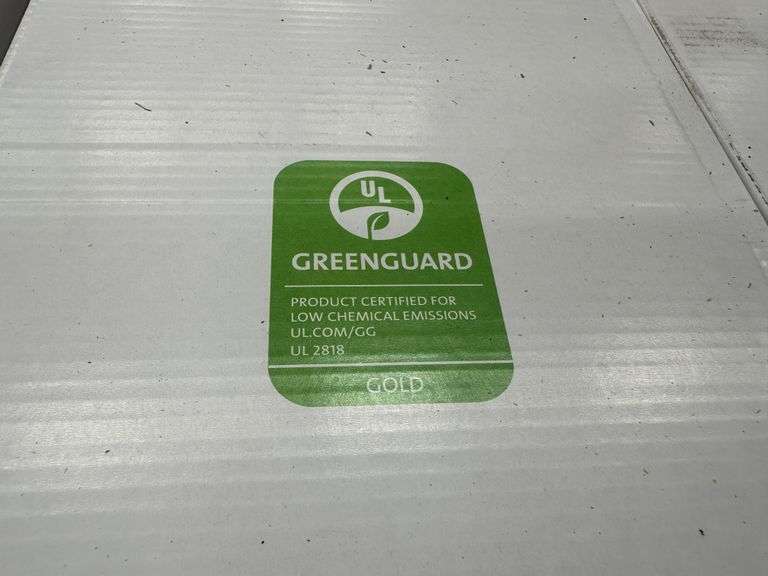 UL
GREENGUARD
PRODUCT CERTIFIED FOR
LOW CHEMICAL EMISSIONS
UL.COM/GG
UL 2818
GOLD